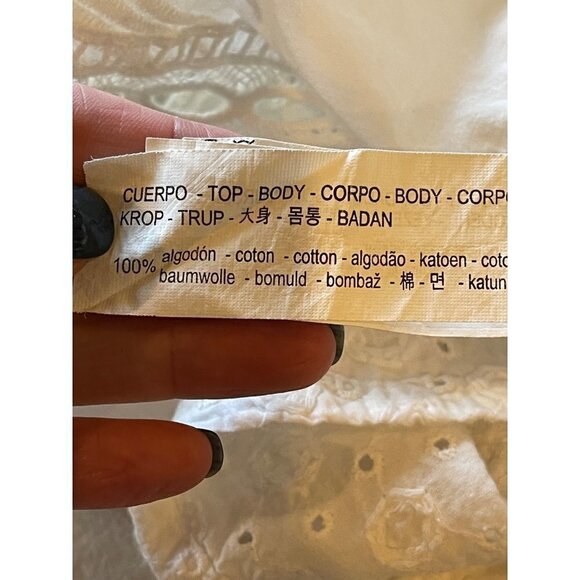 CUERPO - TOP - BODY - CORPO - BODY - CORPO
KROP - TRUP - 大身 - 몸통 - BADAN
100% algodón - coton - cotton - algodão - katoen - coto
baumwolle - bomuld - bombaž - 棉 - 면 - katun